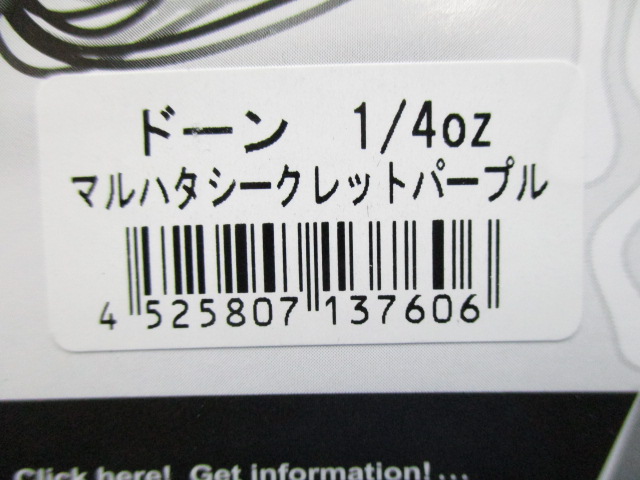 ドーン　1/4oz
マルハタシークレットパープル
4 525807 137606
Click here! Get information!...